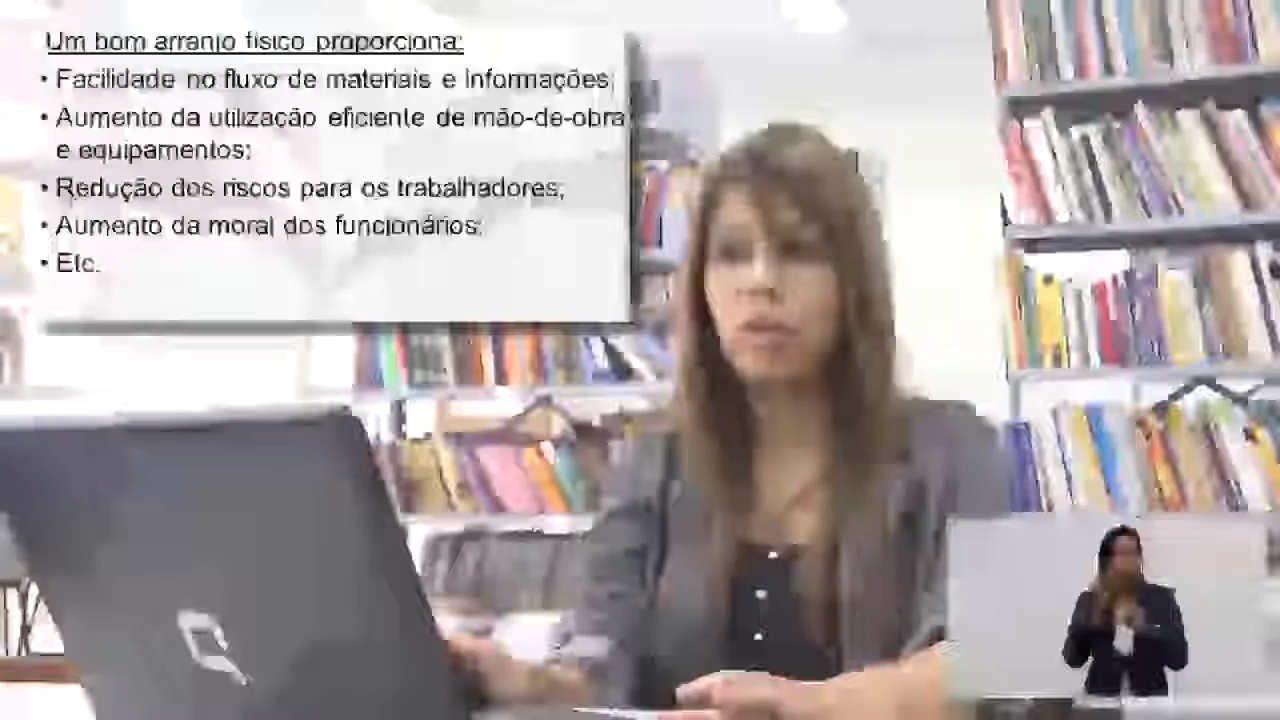 Um bom arranjo físico proporciona:
• Facilidade no fluxo de materiais e informações;
• Aumento da utilização eficiente de mão-de-obra
e equipamentos;
• Redução dos riscos para os trabalhadores;
• Aumento da moral dos funcionários;
• Etc.